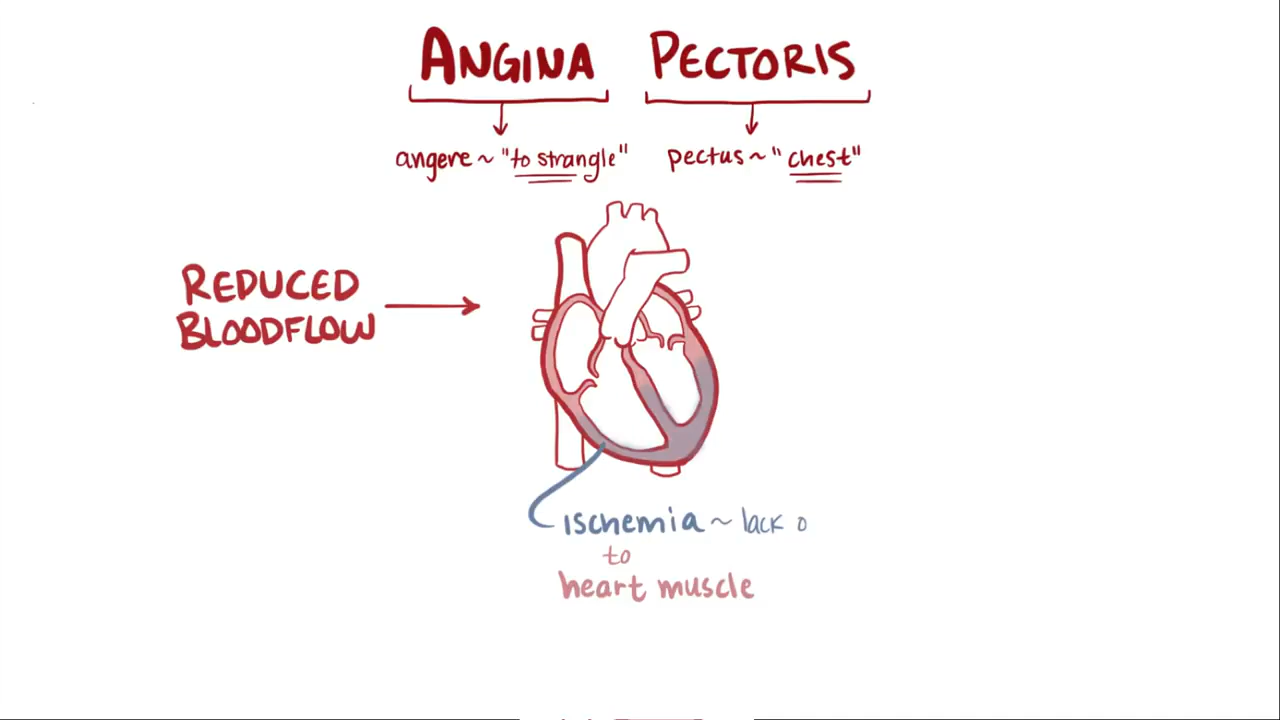 ANGINA PECTORIS
angere ~ "to strangle" pectus ~ "chest"
REDUCED
BLOODFLOW
ischemia ~ lack o
to
heart muscle